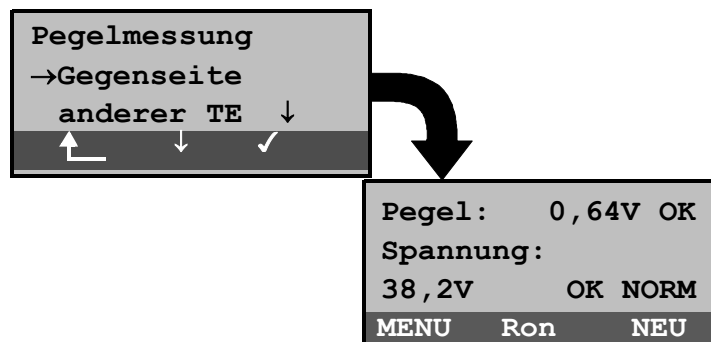 Pegelmessung
→Gegenseite
anderer TE ↓
↓ ✓
Pegel: 0,64V OK
Spannung:
38,2V OK NORM
MENU Ron NEU